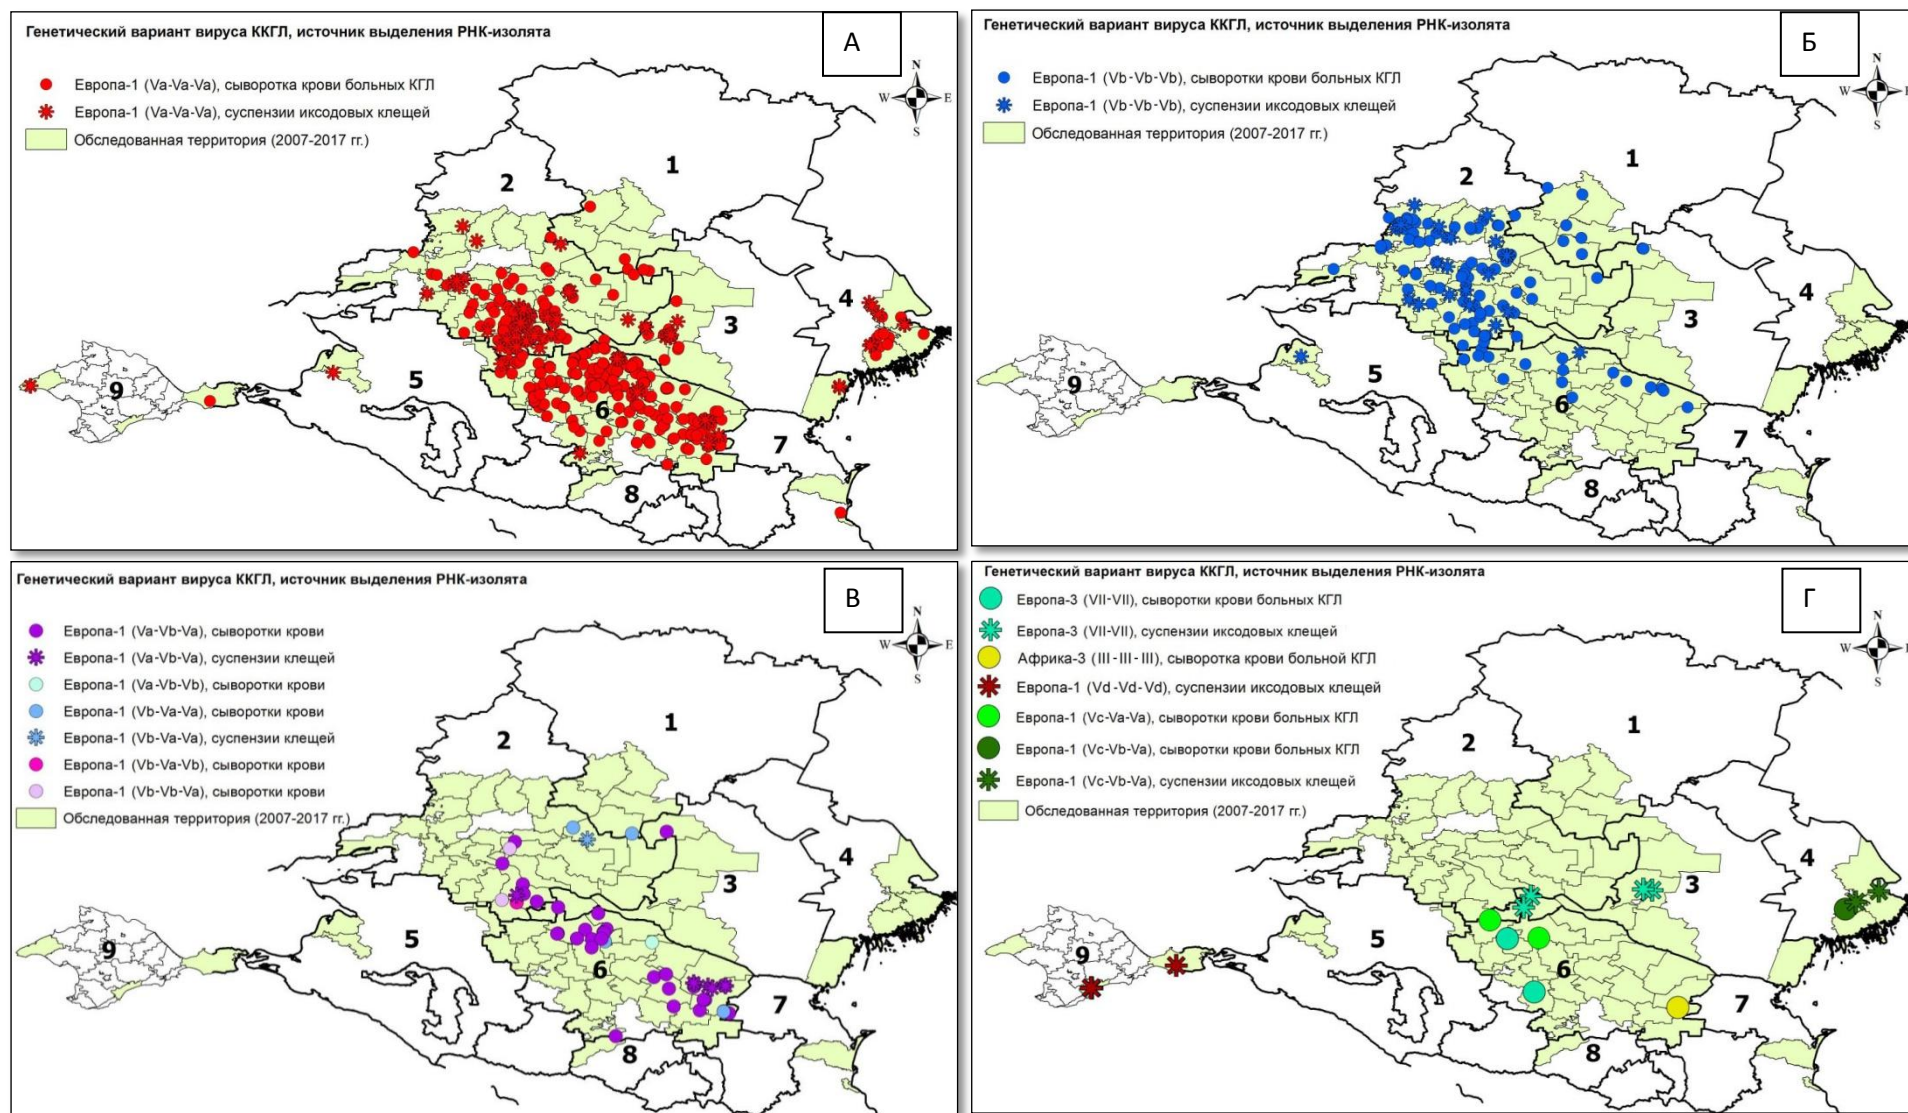 Генетический вариант вируса ККГЛ, источник выделения РНК-изолята
А
Европа-1 (Va-Va-Va), сыворотка крови больных КГЛ
Европа-1 (Va-Va-Va), суспензии иксодовых клещей
Обследованная территория (2007-2017 гг.)
N
W
E
S
1
2
3
4
5
6
7
8
9
Генетический вариант вируса ККГЛ, источник выделения РНК-изолята
Б
Европа-1 (Vb-Vb-Vb), сыворотки крови больных КГЛ
Европа-1 (Vb-Vb-Vb), суспензии иксодовых клещей
Обследованная территория (2007-2017 гг.)
N
W
E
S
1
2
3
4
5
6
7
8
9
Генетический вариант вируса ККГЛ, источник выделения РНК-изолята
В
Европа-1 (Va-Vb-Va), сыворотки крови
Европа-1 (Va-Vb-Va), суспензии клещей
Европа-1 (Va-Vb-Vb), сыворотки крови
Европа-1 (Vb-Va-Va), сыворотки крови
Европа-1 (Vb-Va-Va), суспензии клещей
Европа-1 (Vb-Va-Vb), сыворотки крови
Европа-1 (Vb-Vb-Va), сыворотки крови
Обследованная территория (2007-2017 гг.)
N
W
E
S
1
2
3
4
5
6
7
8
9
Генетический вариант вируса ККГЛ, источник выделения РНК-изолята
Г
Европа-3 (VII-VII), сыворотки крови больных КГЛ
Европа-3 (VII-VII), суспензии иксодовых клещей
Африка-3 (III-III-III), сыворотка крови больной КГЛ
Европа-1 (Vd-Vd-Vd), суспензии иксодовых клещей
Европа-1 (Vc-Va-Va), сыворотки крови больных КГЛ
Европа-1 (Vc-Vb-Va), сыворотки крови больных КГЛ
Европа-1 (Vc-Vb-Va), суспензии иксодовых клещей
Обследованная территория (2007-2017 гг.)
N
W
E
S
1
2
3
4
5
6
7
8
9